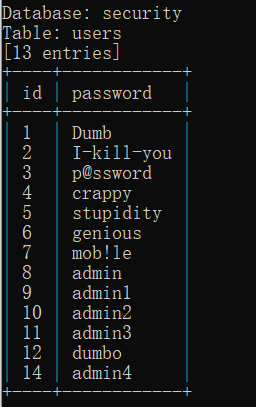 Database: security
Table: users
[13 entries]
+----+------------+
| id | password   |
+----+------------+
| 1  | Dumb       |
| 2  | I-kill-you |
| 3  | p@ssword   |
| 4  | crappy     |
| 5  | stupidity  |
| 6  | genious    |
| 7  | mob!le     |
| 8  | admin      |
| 9  | admin1     |
| 10 | admin2     |
| 11 | admin3     |
| 12 | dumbo      |
| 14 | admin4     |
+----+------------+